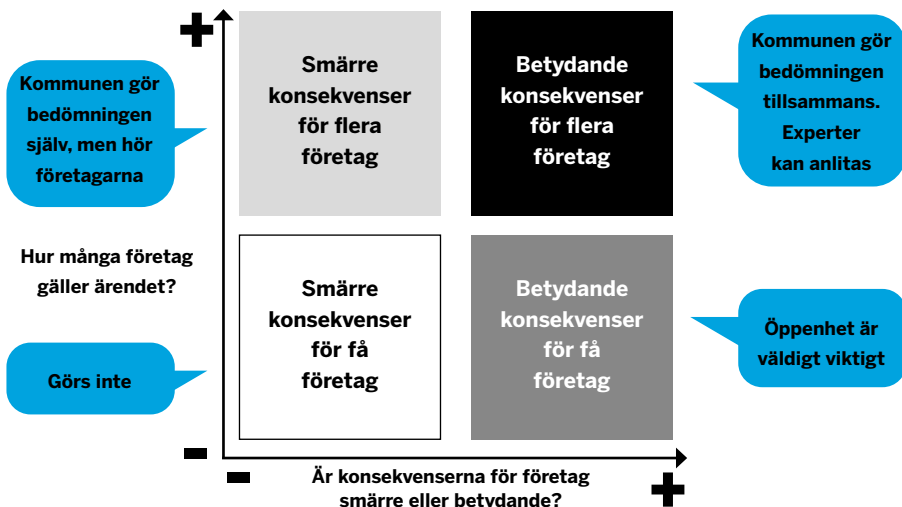 Kommunen gör
bedömningen
själv, men hör
företagarna
Smärre
konsekvenser
för flera
företag
Betydande
konsekvenser
för flera
företag
Kommunen gör
bedömningen
tillsammans.
Experter
kan anlitas
Hur många företag
gäller ärendet?
Görs inte
Smärre
konsekvenser
för få
företag
Betydande
konsekvenser
för få
företag
Öppenhet är
väldigt viktigt
Är konsekvenserna för företag
smärre eller betydande?